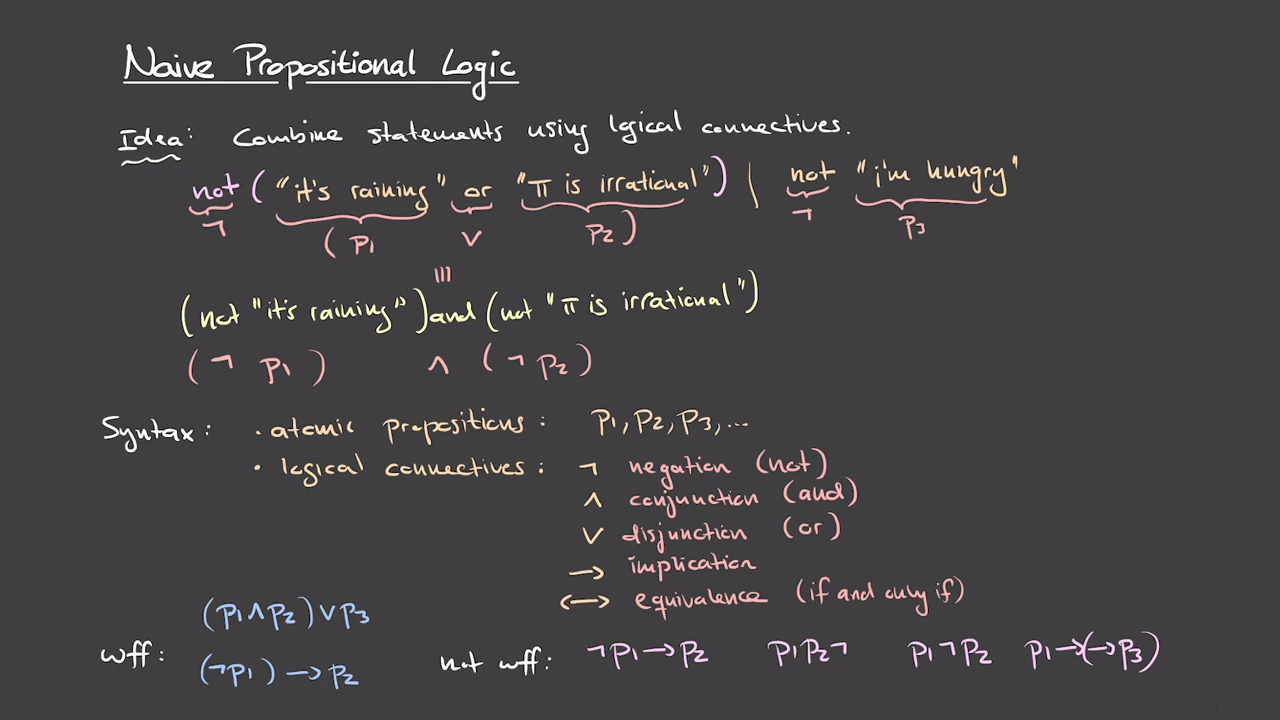 Naive Propositional Logic
Idea: Combine statements using logical connectives.
not ( "it's raining" or "π is irrational" ) | not "i'm hungry"
¬ ( p1 ∨ p2 ) ¬ p3
≡
(not "it's raining") and (not "π is irrational")
(¬ p1) ∧ (¬ p2)
Syntax: · atomic propositions: p1, p2, p3, ...
· logical connectives: ¬ negation (not)
∧ conjunction (and)
∨ disjunction (or)
→ implication
↔ equivalence (if and only if)
(p1 ∧ p2) ∨ p3
wff: (¬p1) → p2 not wff: ¬p1 → p2 p1p2¬ p1¬p2 p1→(→p3)